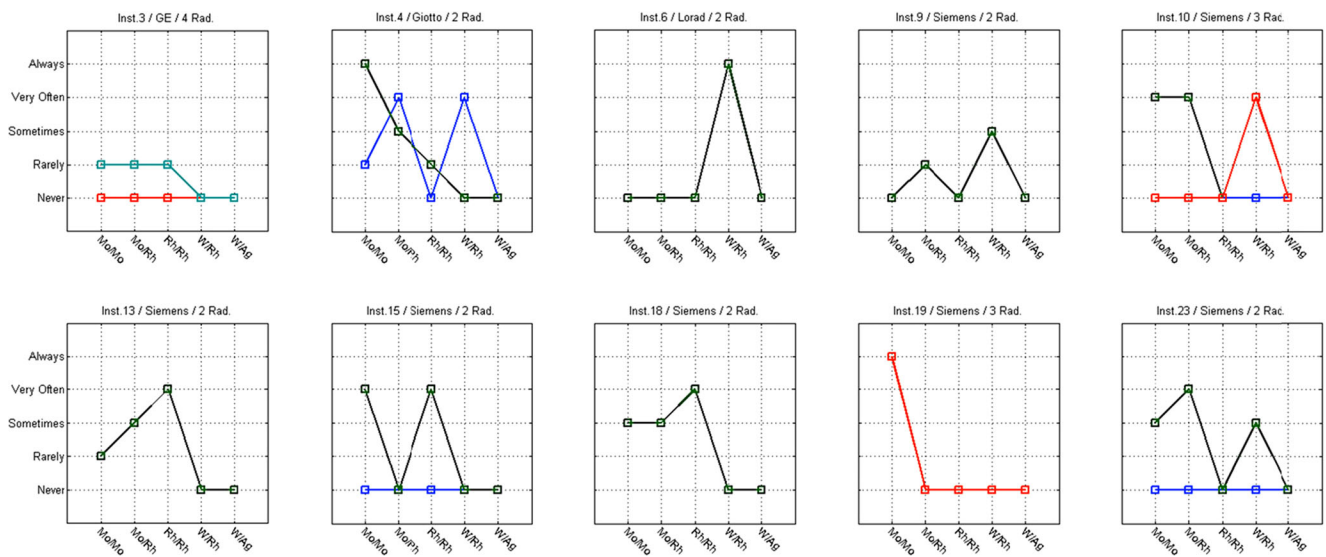 Inst.3 / GE / 4 Rad.
Inst.4 / Giotto / 2 Rad.
Inst.6 / Lorad / 2 Rad.
Inst.9 / Siemens / 2 Rad.
Inst.10 / Siemens / 3 Rad.
Always
Very Often
Sometimes
Rarely
Never
Mo/Mo
Mo/Rh
Rh/Rh
W/Rh
W/Ag
Mo/Mo
Mo/Ph
Rh/Rh
W/Rh
W/Ag
Mo/Mo
Mo/Rh
Rh/Rh
W/Rh
W/Ag
Mo/Mo
Mo/Rh
Rh/Rh
W/Rh
W/Ag
Mo/Mo
Mo/Rh
Rh/Rh
W/Rh
W/Ag
Inst.13 / Siemens / 2 Rad.
Inst.15 / Siemens / 2 Rad.
Inst.18 / Siemens / 2 Rad.
Inst.19 / Siemens / 3 Rad.
Inst.23 / Siemens / 2 Rad.
Always
Very Often
Sometimes
Rarely
Never
Mo/Mo
Mo/Rh
Rh/Rh
W/Rh
W/Ag
Mo/Mo
Mo/Ph
Rh/Rh
W/Rh
W/Ag
Mo/Mo
Mo/Rh
Rh/Rh
W/Rh
W/Ag
Mo/Mo
Mo/Rh
Rh/Rh
W/Rh
W/Ag
Mo/Mo
Mo/Rh
Rh/Rh
W/Rh
W/Ag